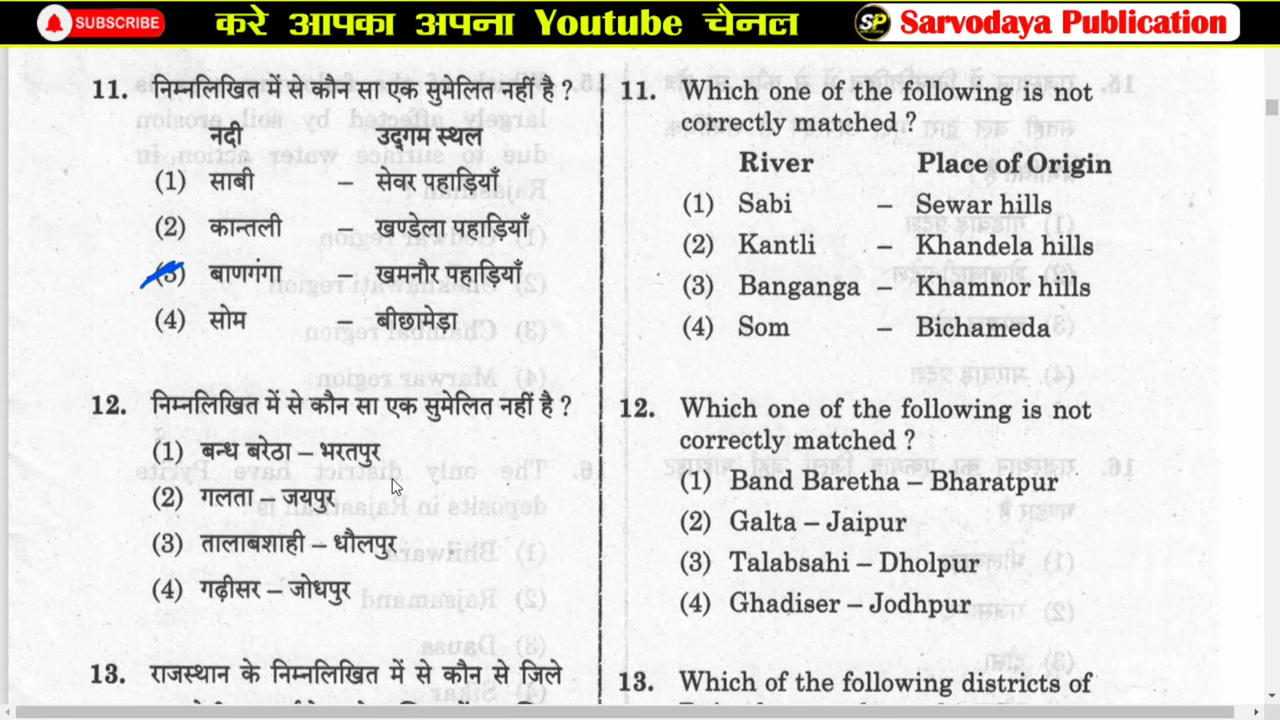 SUBSCRIBE
करे आपका अपना Youtube चैनल
SP
Sarvodaya Publication
11. निम्नलिखित में से कौन सा एक सुमेलित नहीं है ?
नदी उद्गम स्थल
(1) साबी – सेवर पहाड़ियाँ
(2) कान्तली – खण्डेला पहाड़ियाँ
(3) बाणगंगा – खमनौर पहाड़ियाँ
(4) सोम – बीछामेड़ा
12. निम्नलिखित में से कौन सा एक सुमेलित नहीं है ?
(1) बन्ध बरेठा – भरतपुर
(2) गलता – जयपुर
(3) तालाबशाही – धौलपुर
(4) गढ़ीसर – जोधपुर
13. राजस्थान के निम्नलिखित में से कौन से जिले
11. Which one of the following is not
correctly matched ?
River Place of Origin
(1) Sabi – Sewar hills
(2) Kantli – Khandela hills
(3) Banganga – Khamnor hills
(4) Som – Bichameda
12. Which one of the following is not
correctly matched ?
(1) Band Baretha – Bharatpur
(2) Galta – Jaipur
(3) Talabsahi – Dholpur
(4) Ghadiser – Jodhpur
13. Which of the following districts of